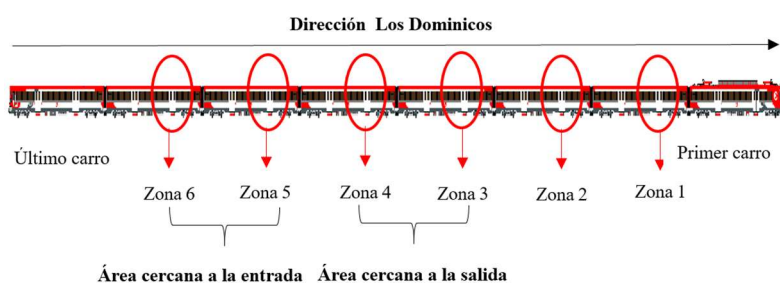 Dirección Los Dominicos
Último carro
Primer carro
Zona 6
Zona 5
Zona 4
Zona 3
Zona 2
Zona 1
Área cercana a la entrada
Área cercana a la salida